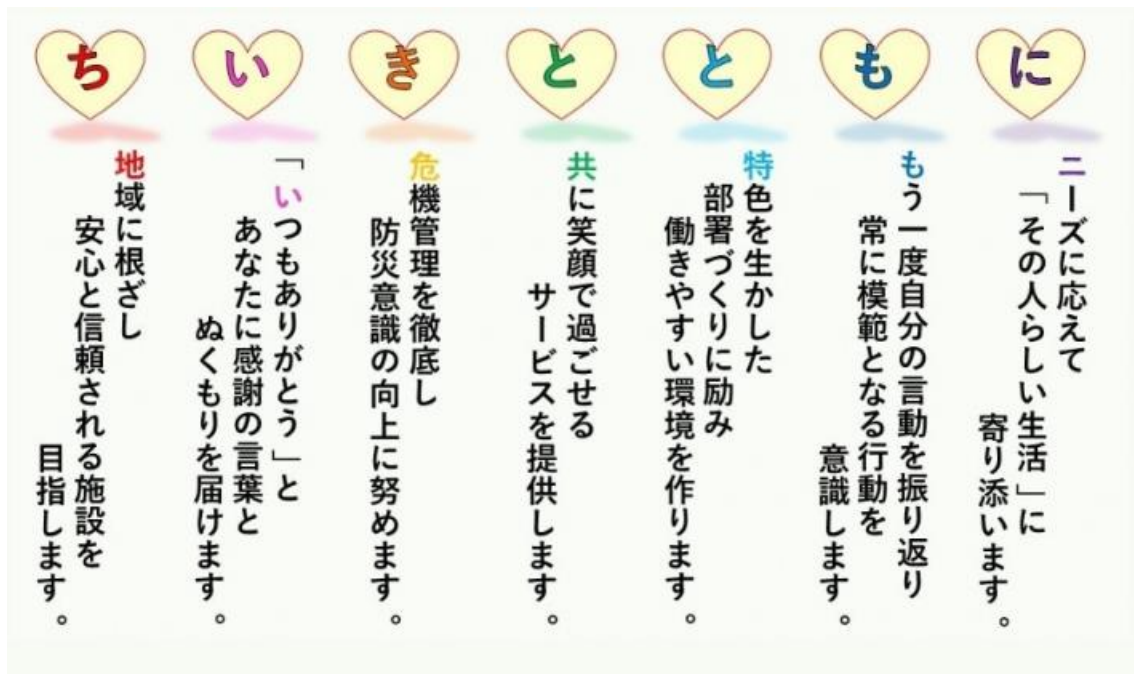 ち
地域に根ざし
安心と信頼される施設を
目指します。
い
「いつもありがとう」と
あなたに感謝の言葉と
ぬくもりを届けます。
き
危機管理を徹底し
防災意識の向上に努めます。
と
共に笑顔で過ごせる
サービスを提供します。
と
特色を生かした
部署づくりに励み
働きやすい環境を作ります。
も
もう一度自分の言動を振り返り
常に模範となる行動を
意識します。
に
ニーズに応えて
「その人らしい生活」に
寄り添います。